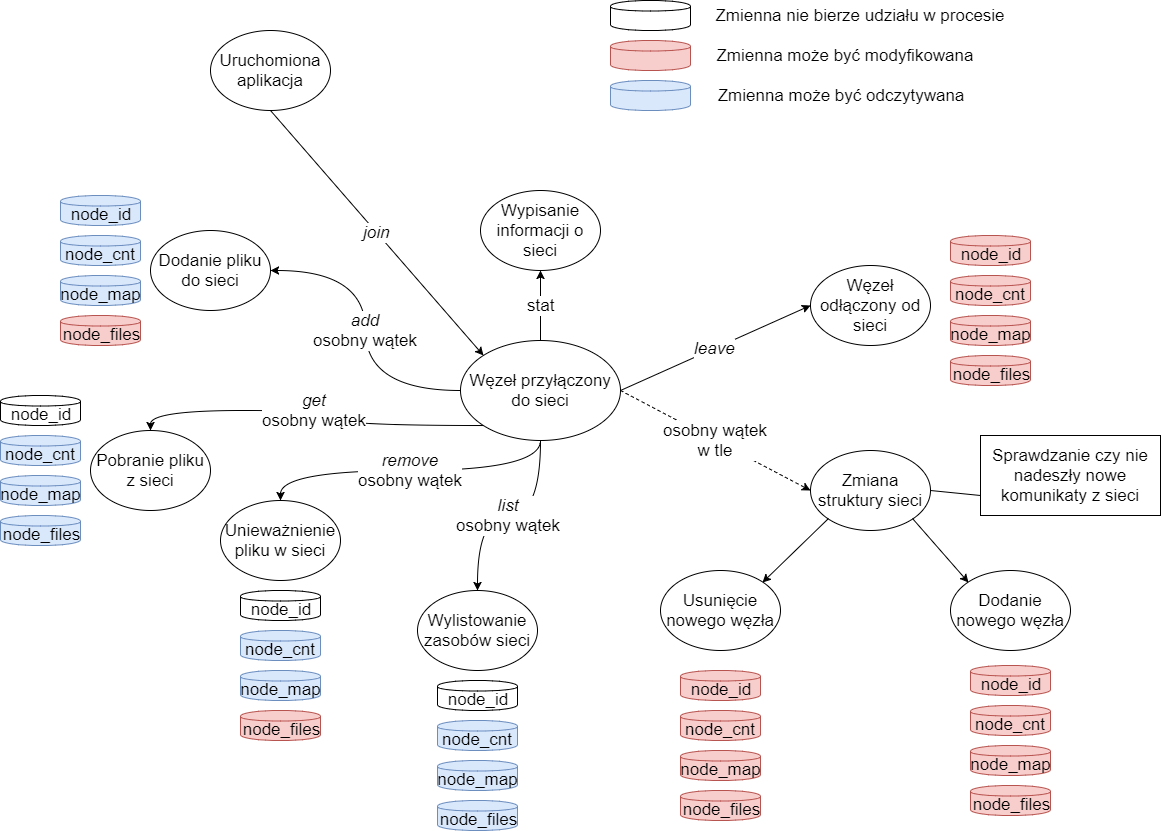 Zmienna nie bierze udziału w procesie
Zmienna może być modyfikowana
Zmienna może być odczytywana
Uruchomiona
aplikacja
join
Wypisanie
informacji o
sieci
stat
node_id
node_cnt
node_map
node_files
Dodanie pliku
do sieci
add
osobny wątek
Węzeł
odłączony od
sieci
node_id
node_cnt
node_map
node_files
leave
Węzeł przyłączony
do sieci
get
osobny wątek
node_id
node_cnt
node_map
node_files
Pobranie pliku
z sieci
remove
osobny wątek
Unieważnienie
pliku w sieci
node_id
node_cnt
node_map
node_files
list
osobny wątek
Wylistowanie
zasobów sieci
node_id
node_cnt
node_map
node_files
osobny wątek
w tle
Zmiana
struktury sieci
Sprawdzanie czy nie
nadeszły nowe
komunikaty z sieci
Usunięcie
nowego węzła
node_id
node_cnt
node_map
node_files
Dodanie
nowego węzła
node_id
node_cnt
node_map
node_files